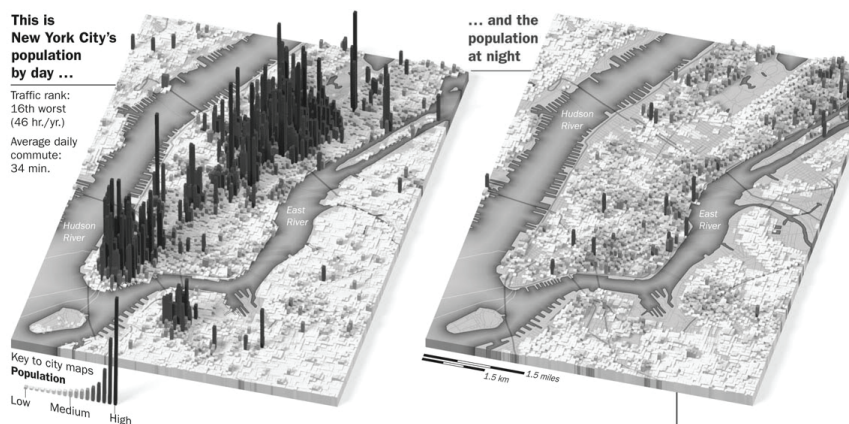 This is
New York City's
population
by day ...
Traffic rank:
16th worst
(46 hr./yr.)
Average daily
commute:
34 min.
Hudson
River
East
River
Key to city maps
Population
Low
Medium
High
... and the
population
at night
Hudson
River
East
River
1.5 km
1.5 miles